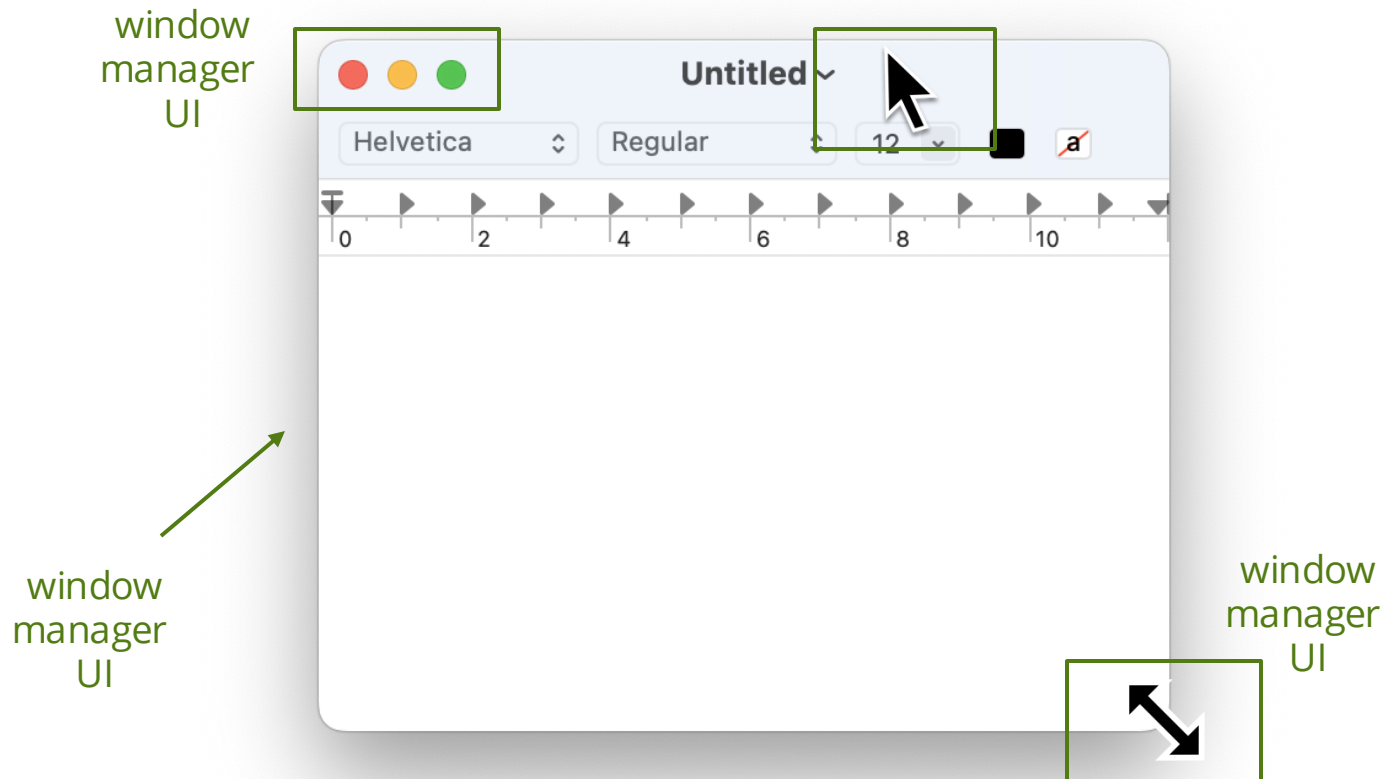 window
manager
UI
Untitled
Helvetica Regular 12 a
0 2 4 6 8 10
window
manager
UI
window
manager
UI